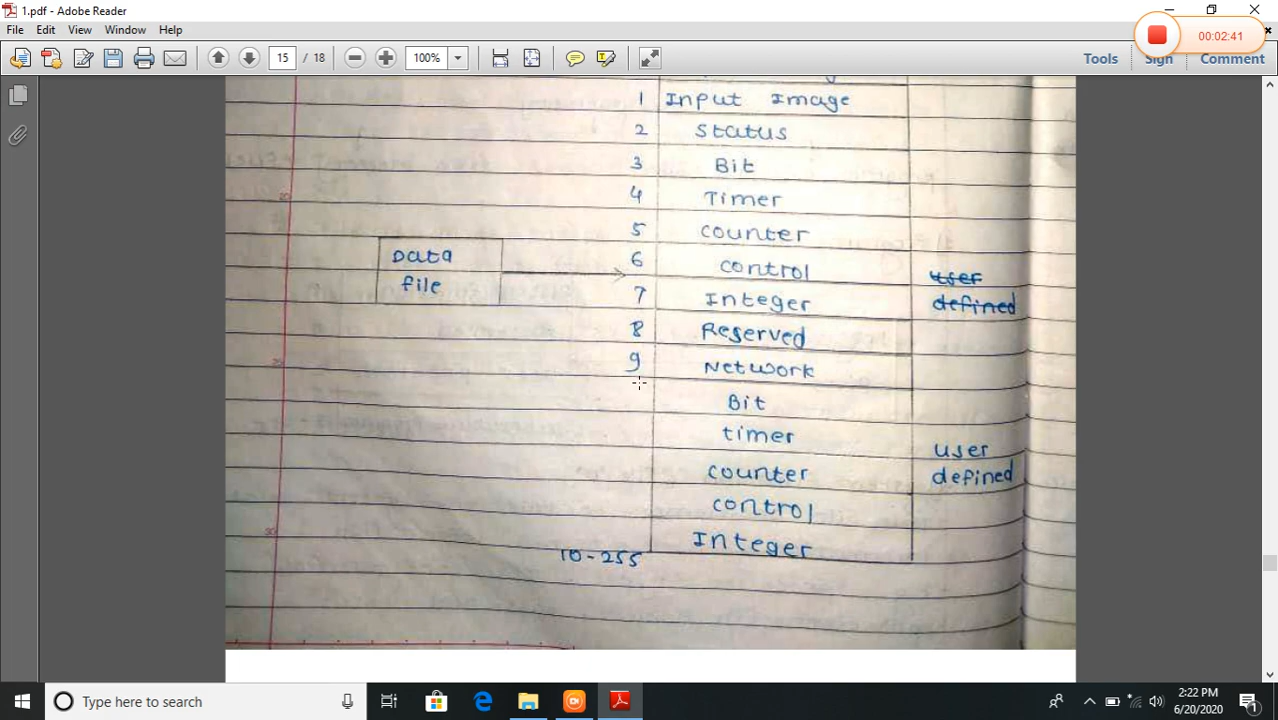 1.pdf - Adobe Reader
File Edit View Window Help
00:02:41
15 / 18 100% Tools Sign Comment
1 Input Image
2 Status
3 Bit
4 Timer
5 counter
6 control
7 Integer
8 Reserved
9 Network
Bit
timer
counter
control
10-255 Integer
Data
file
user
defined
user
defined
Type here to search
2:22 PM
6/20/2020
1